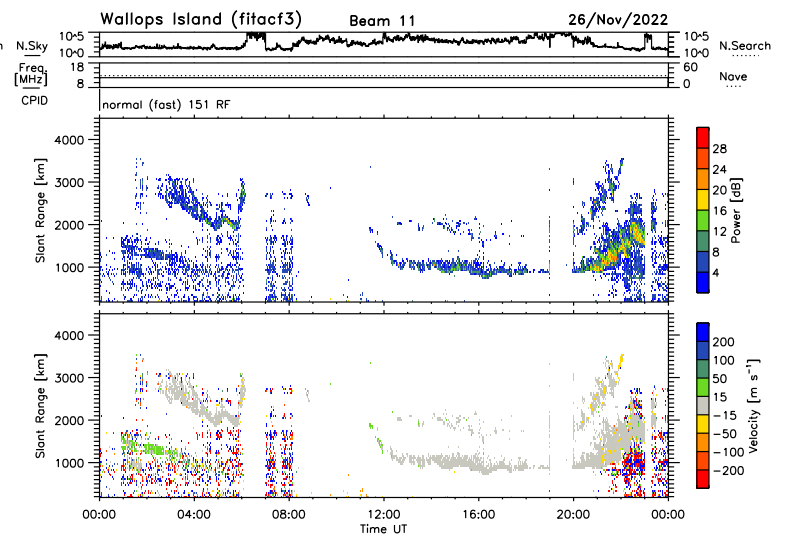 Wallops Island (fitacf3) Beam 11 26/Nov/2022
n N.Sky 10^5 10^5 N.Search
10^0 10^0
Freq. 18 60 Nave
[MHz] 8 0
CPID normal (fast) 151 RF
Slant Range [km]
4000
3000
2000
1000
28
24
20
16
12
8
4
Power [dB]
Slant Range [km]
4000
3000
2000
1000
200
100
50
15
-15
-50
-100
-200
Velocity [m s⁻¹]
00:00 04:00 08:00 12:00 16:00 20:00 00:00
Time UT